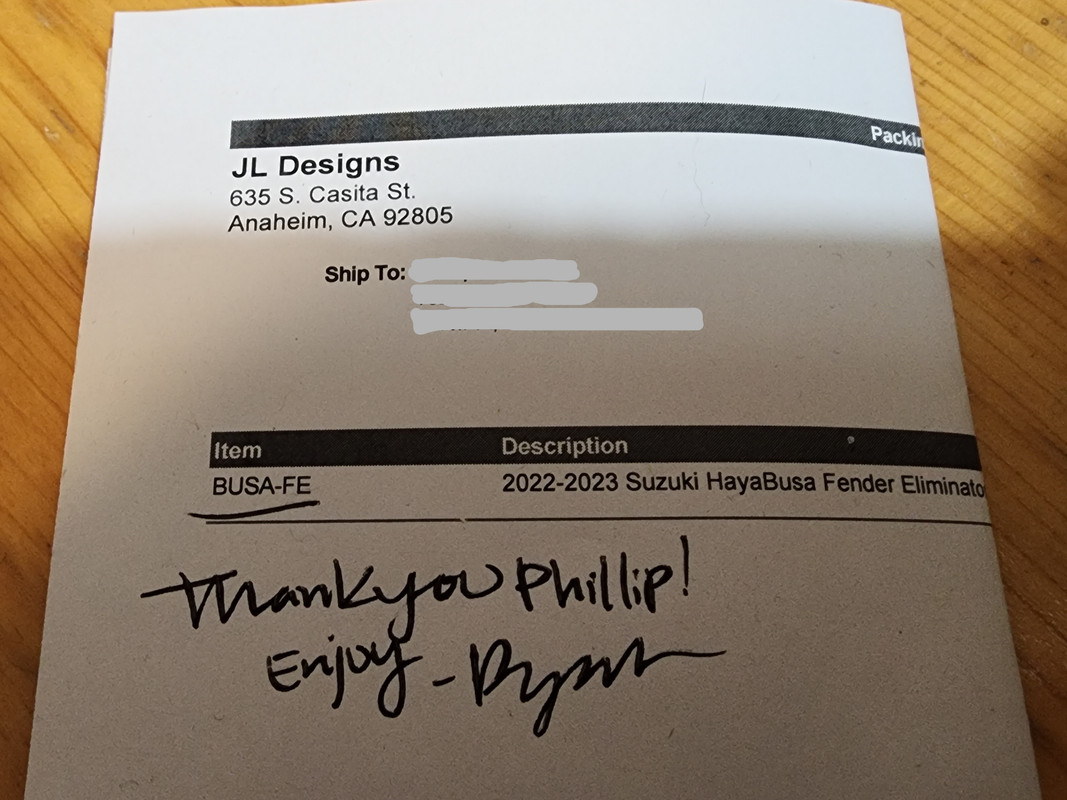 Packin
JL Designs
635 S. Casita St.
Anaheim, CA 92805
Ship To:
Item Description
BUSA-FE 2022-2023 Suzuki HayaBusa Fender Eliminato
Thank you Phillip!
Enjoy - Ryan